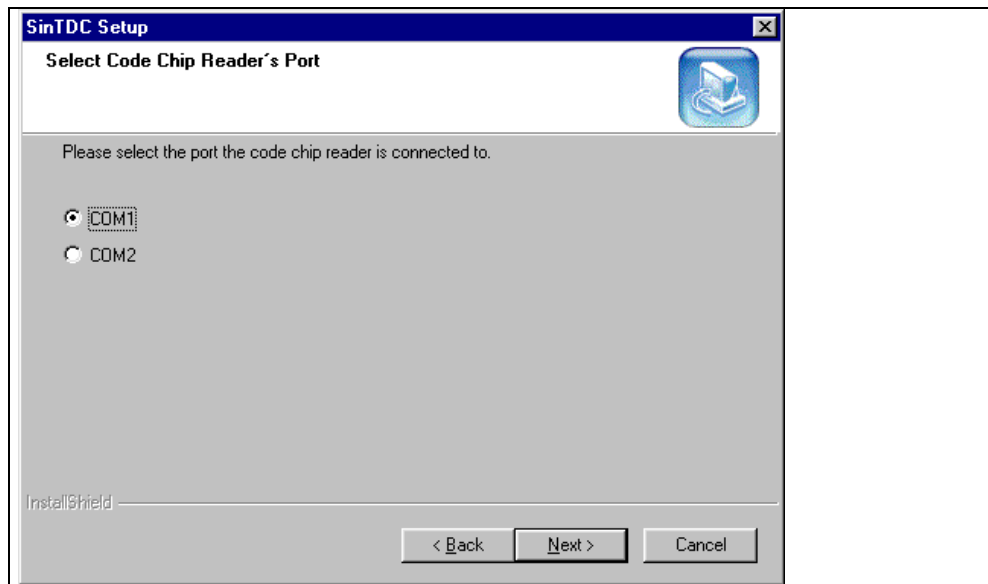 SinTDC Setup
Select Code Chip Reader´s Port
Please select the port the code chip reader is connected to.
COM1
COM2
InstallShield
< Back Next > Cancel